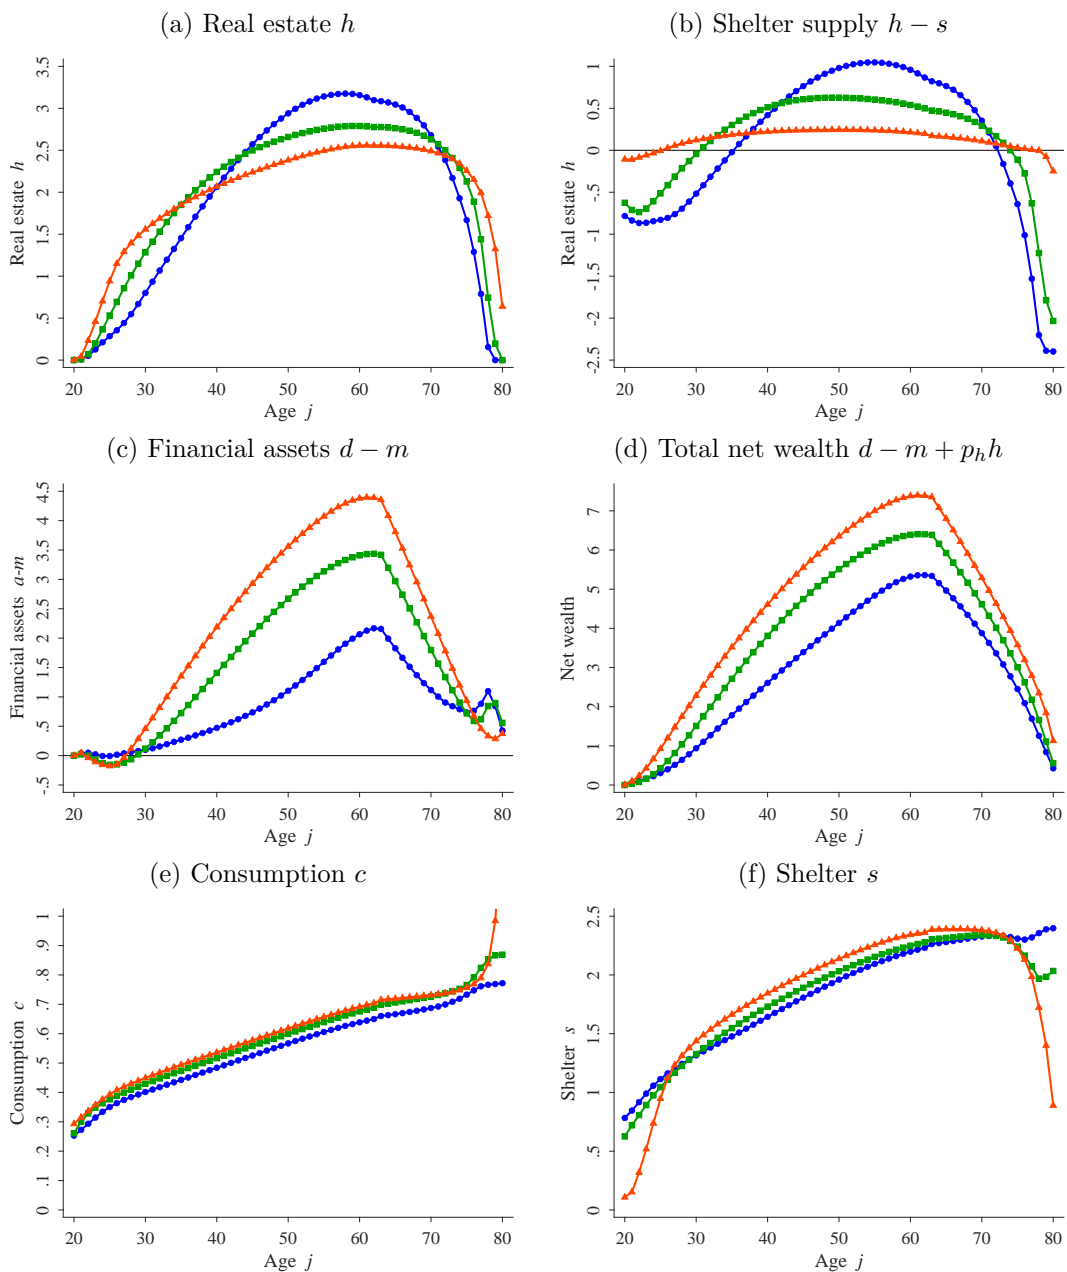 (a) Real estate h
(b) Shelter supply h − s
Real estate h
0 .5 1 1.5 2 2.5 3 3.5
20 30 40 50 60 70 80
Age j
Real estate h
-2.5 -2 -1.5 -1 -.5 0 0.5 1
20 30 40 50 60 70 80
Age j
(c) Financial assets d − m
(d) Total net wealth d − m + pₕh
Financial assets a-m
-.5 0 .5 1 1.5 2 2.5 3 3.5 4 4.5
20 30 40 50 60 70 80
Age j
Net wealth
0 1 2 3 4 5 6 7
20 30 40 50 60 70 80
Age j
(e) Consumption c
(f) Shelter s
Consumption c
0 .1 .2 .3 .4 .5 .6 .7 .8 .9 1
20 30 40 50 60 70 80
Age j
Shelter s
0 .5 1 1.5 2 2.5
20 30 40 50 60 70 80
Age j